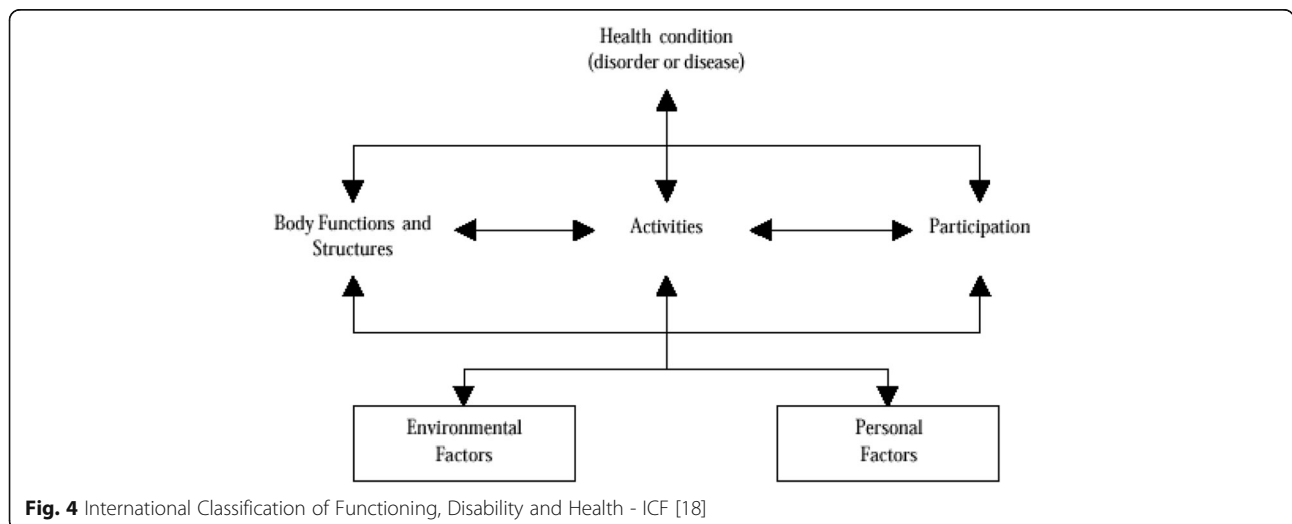 Health condition
(disorder or disease)
Body Functions and
Structures
Activities
Participation
Environmental
Factors
Personal
Factors
Fig. 4 International Classification of Functioning, Disability and Health - ICF [18]